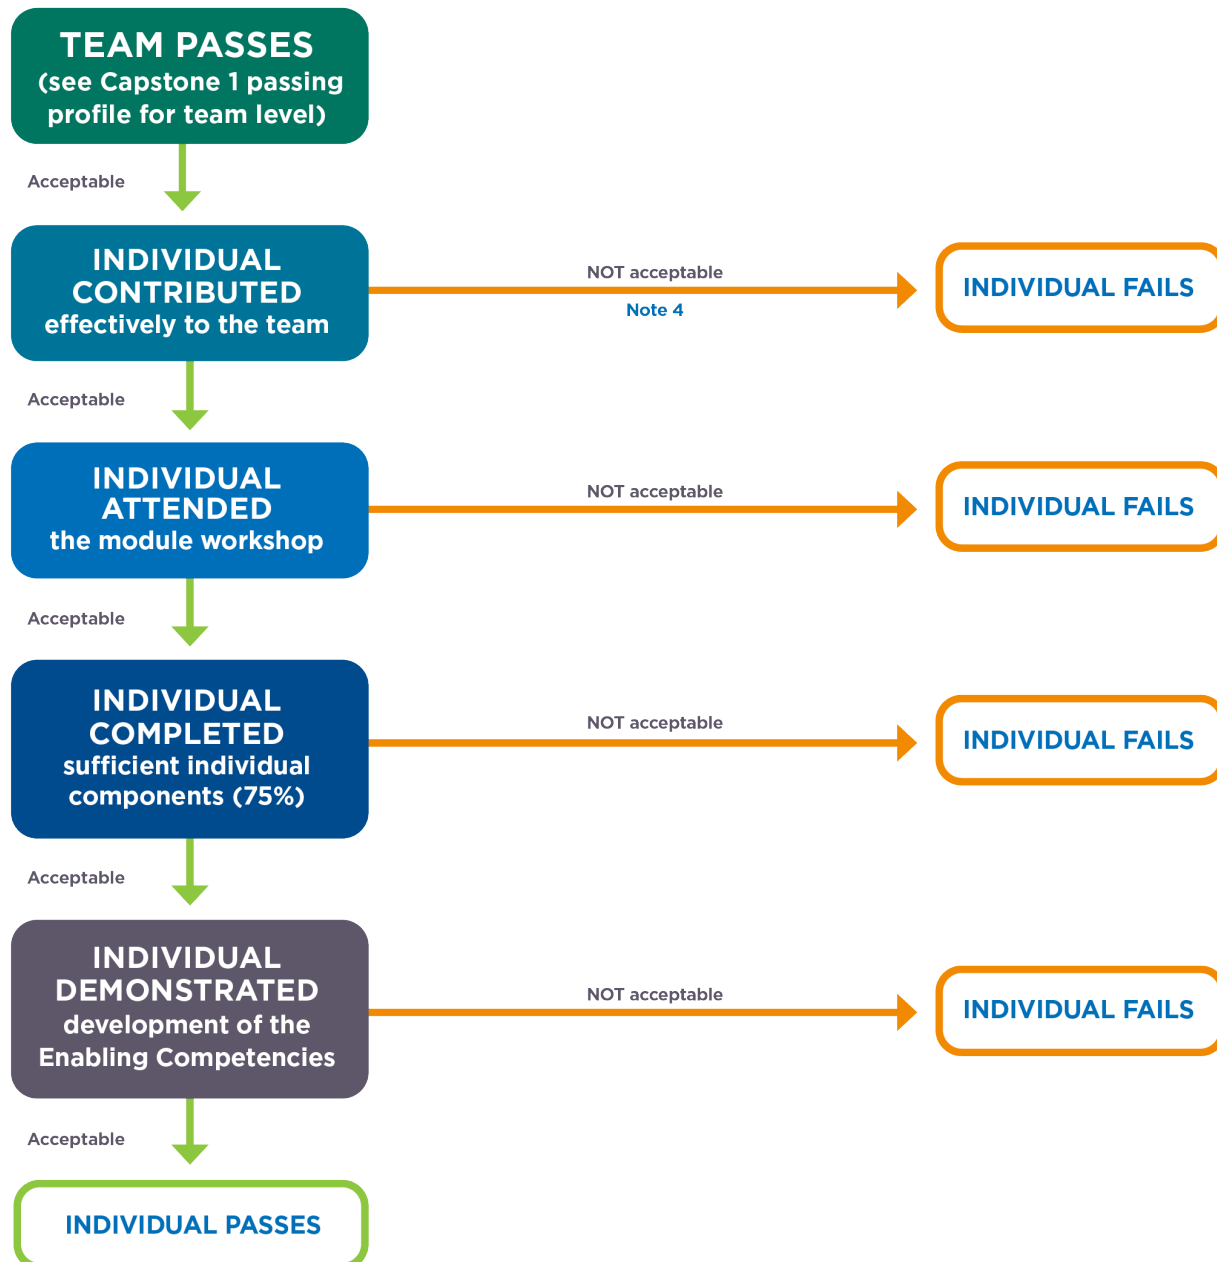 TEAM PASSES
(see Capstone 1 passing
profile for team level)
Acceptable
INDIVIDUAL
CONTRIBUTED
effectively to the team
NOT acceptable
Note 4
INDIVIDUAL FAILS
Acceptable
INDIVIDUAL
ATTENDED
the module workshop
NOT acceptable
INDIVIDUAL FAILS
Acceptable
INDIVIDUAL
COMPLETED
sufficient individual
components (75%)
NOT acceptable
INDIVIDUAL FAILS
Acceptable
INDIVIDUAL
DEMONSTRATED
development of the
Enabling Competencies
NOT acceptable
INDIVIDUAL FAILS
Acceptable
INDIVIDUAL PASSES